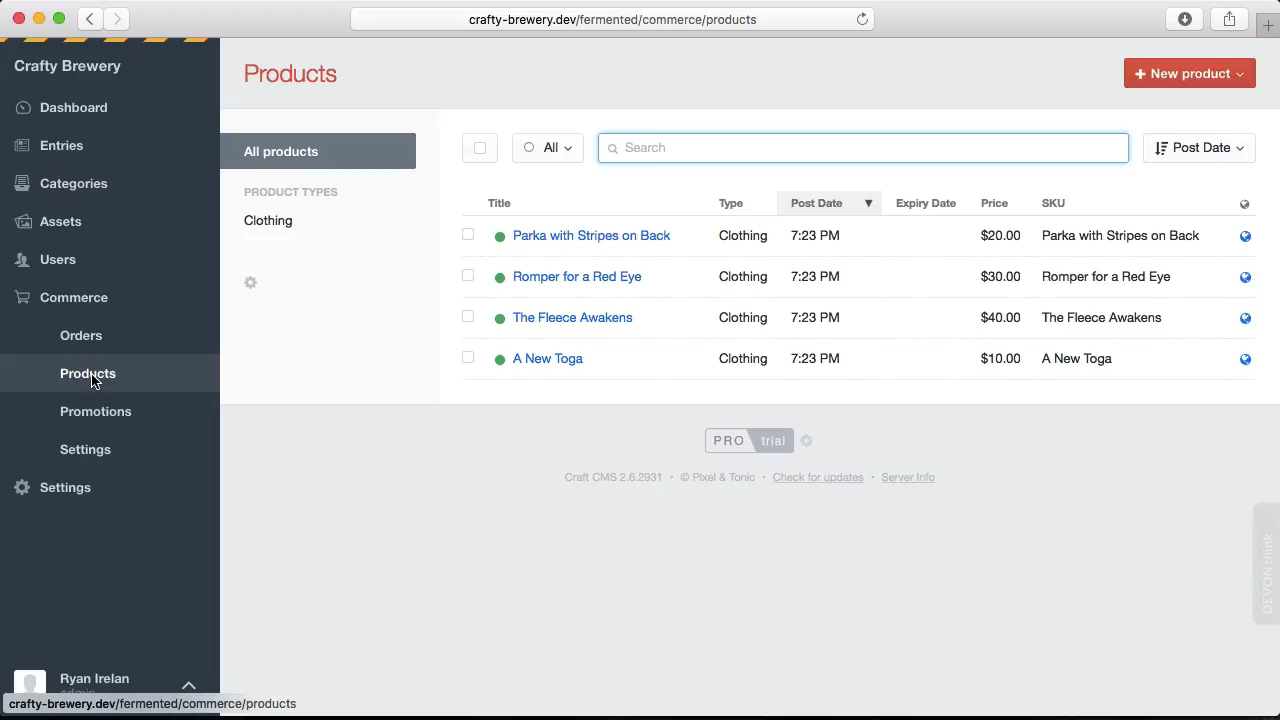 crafty-brewery.dev/fermented/commerce/products
Crafty Brewery
Dashboard
Entries
Categories
Assets
Users
Commerce
Orders
Products
Promotions
Settings
Settings
Ryan Irelan
admin
crafty-brewery.dev/fermented/commerce/products
Products
New product
All products
PRODUCT TYPES
Clothing
All
Search
Post Date
Title Type Post Date Expiry Date Price SKU
Parka with Stripes on Back Clothing 7:23 PM $20.00 Parka with Stripes on Back
Romper for a Red Eye Clothing 7:23 PM $30.00 Romper for a Red Eye
The Fleece Awakens Clothing 7:23 PM $40.00 The Fleece Awakens
A New Toga Clothing 7:23 PM $10.00 A New Toga
PRO trial
Craft CMS 2.6.2931 • © Pixel & Tonic • Check for updates • Server Info
DEVON think